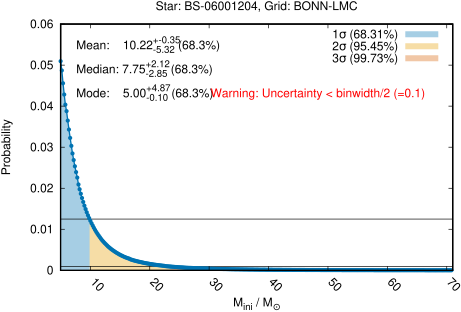 Star: BS-06001204, Grid: BONN-LMC
Mean: 10.22+-0.35-5.32(68.3%)
Median: 7.75+2.12-2.85(68.3%)
Mode: 5.00+4.87-0.10(68.3%)Warning: Uncertainty < binwidth/2 (=0.1)
1σ (68.31%)
2σ (95.45%)
3σ (99.73%)
Probability
0.06
0.05
0.04
0.03
0.02
0.01
0
10 20 30 40 50 60 70
Mini / M☉